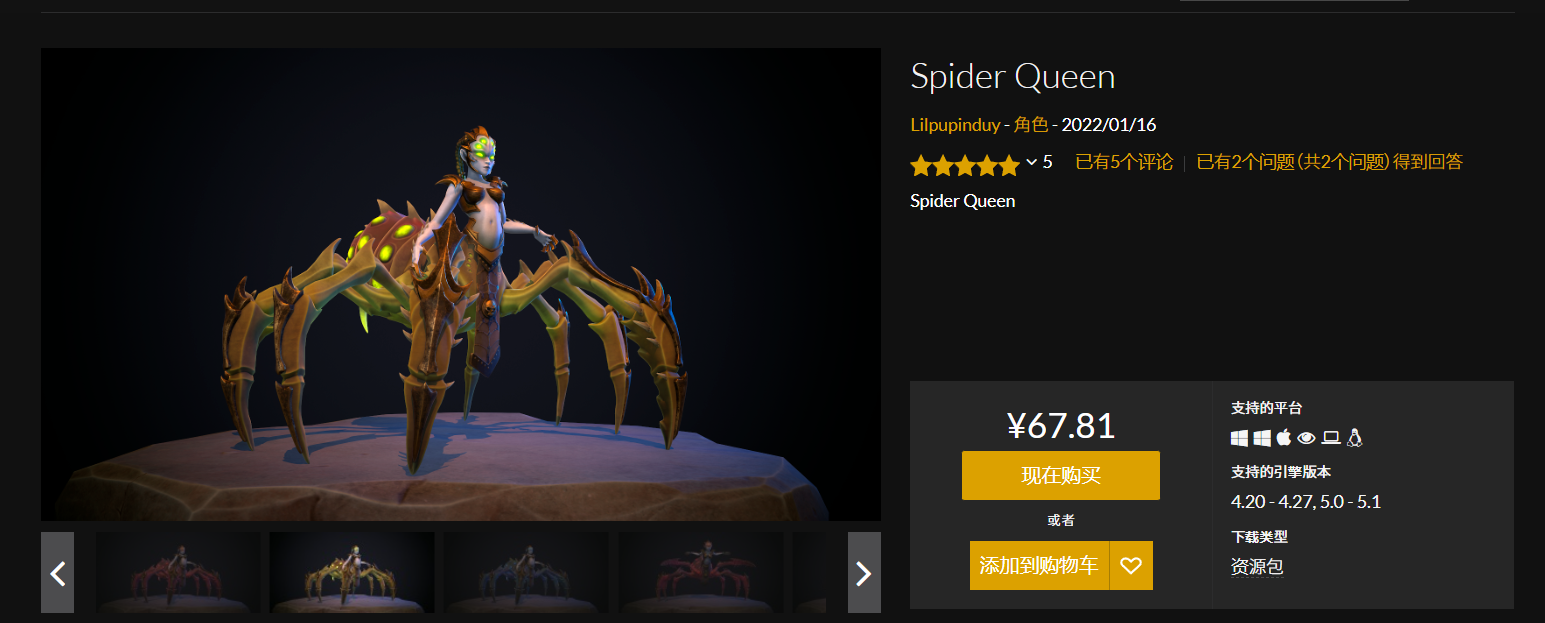 Spider Queen
Lilpupinduy - 角色 - 2022/01/16
5 已有5个评论 已有2个问题(共2个问题)得到回答
Spider Queen
¥67.81
现在购买
或者
添加到购物车
支持的平台
支持的引擎版本
4.20 - 4.27, 5.0 - 5.1
下载类型
资源包